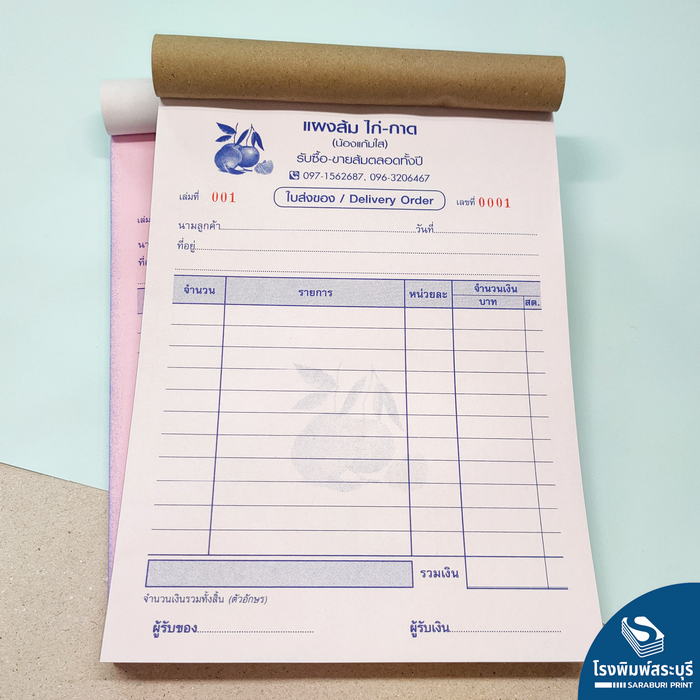 แผงส้ม ไก่-กาด
(น้องแก้มใส)
รับซื้อ-ขายส้มตลอดทั้งปี
097-1562687, 096-3206467
เล่มที่ 001 ใบส่งของ / Delivery Order เลขที่ 0001
นามลูกค้า วันที่
ที่อยู่
จำนวน รายการ หน่วยละ จำนวนเงิน
บาท สต.
รวมเงิน
จำนวนเงินรวมทั้งสิ้น (ตัวอักษร)
ผู้รับของ ผู้รับเงิน
โรงพิมพ์สระบุรี
SARABURI PRINT